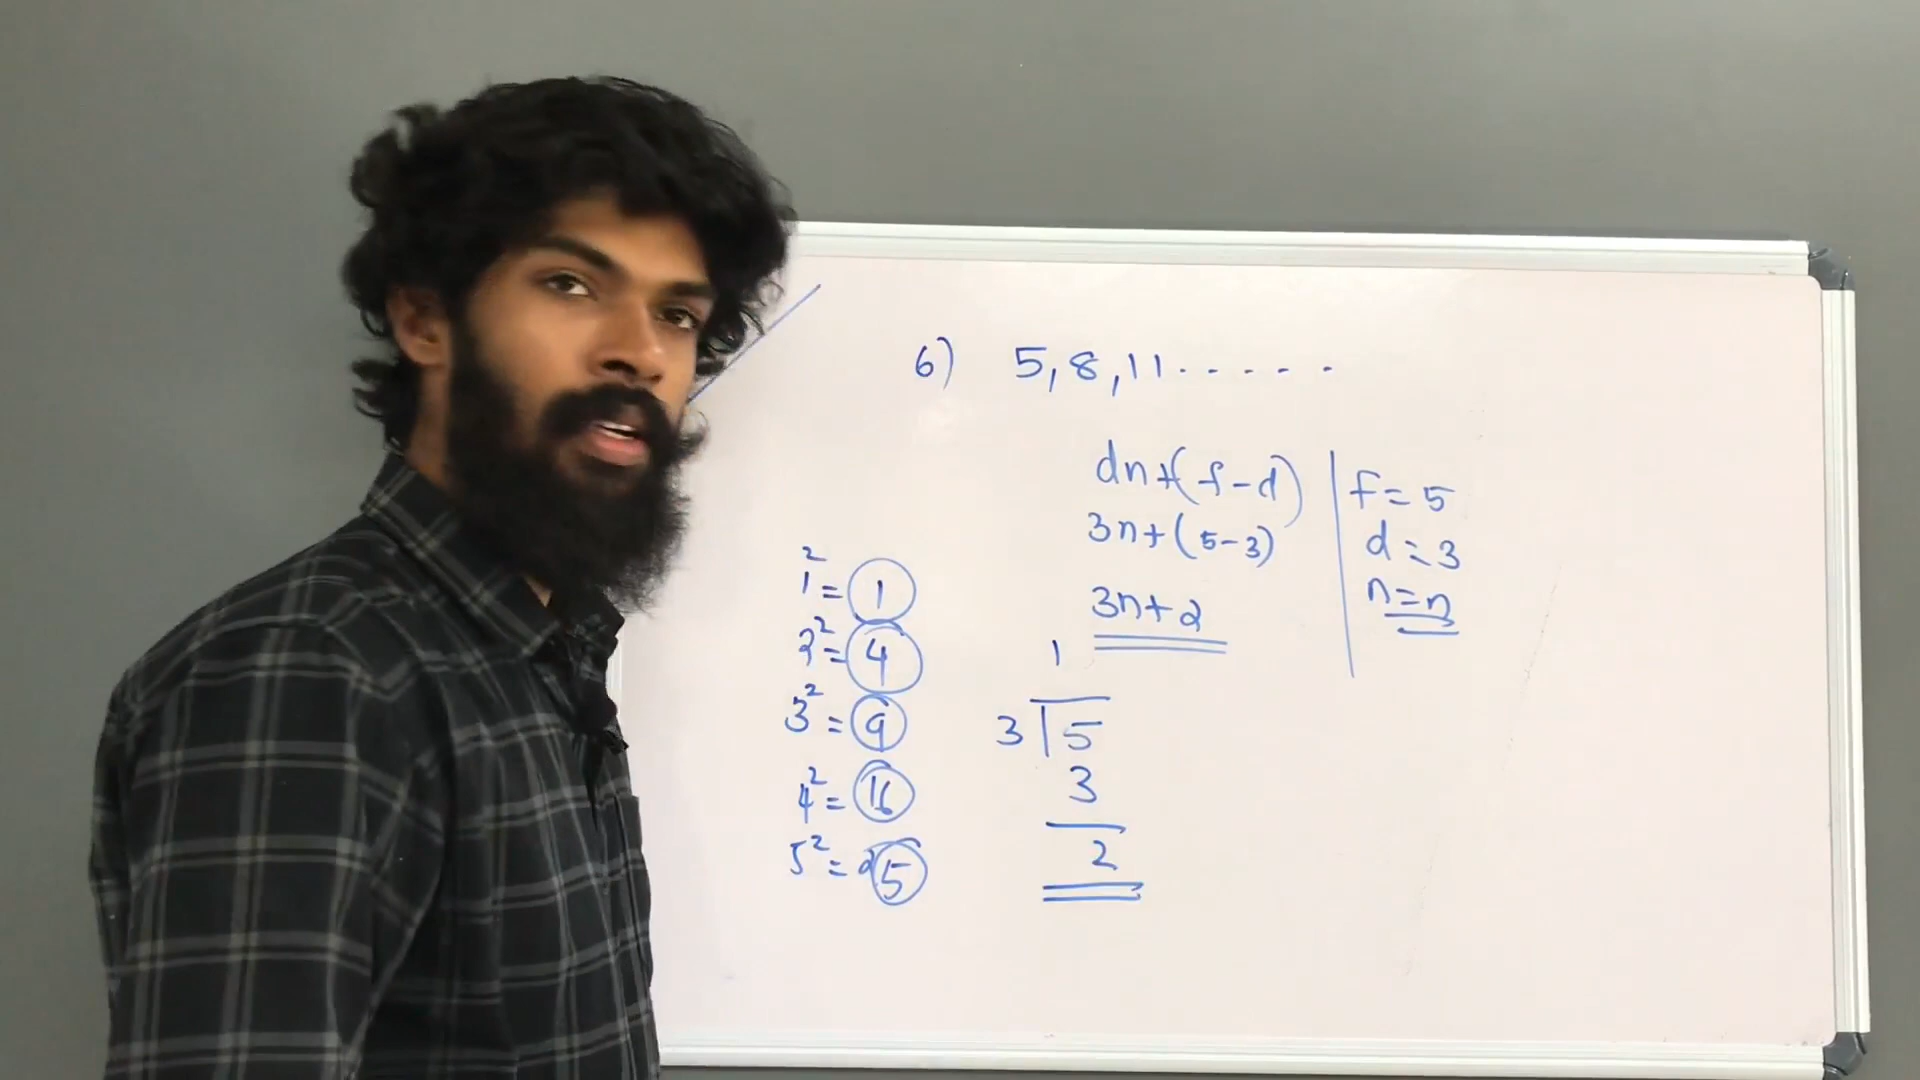 6) 5, 8, 11 . . . . .
dn+(f-d)
3n+(5-3)
3n+2
f=5
d=3
n=n
1²=1
2²=4
3²=9
4²=16
5²=25
1
3 5
3
2